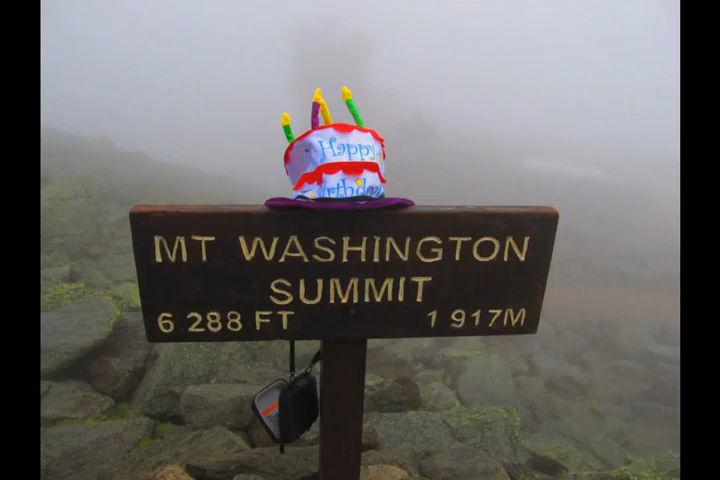 Happy
Birthday
MT WASHINGTON
SUMMIT
6 288 FT 1 917M